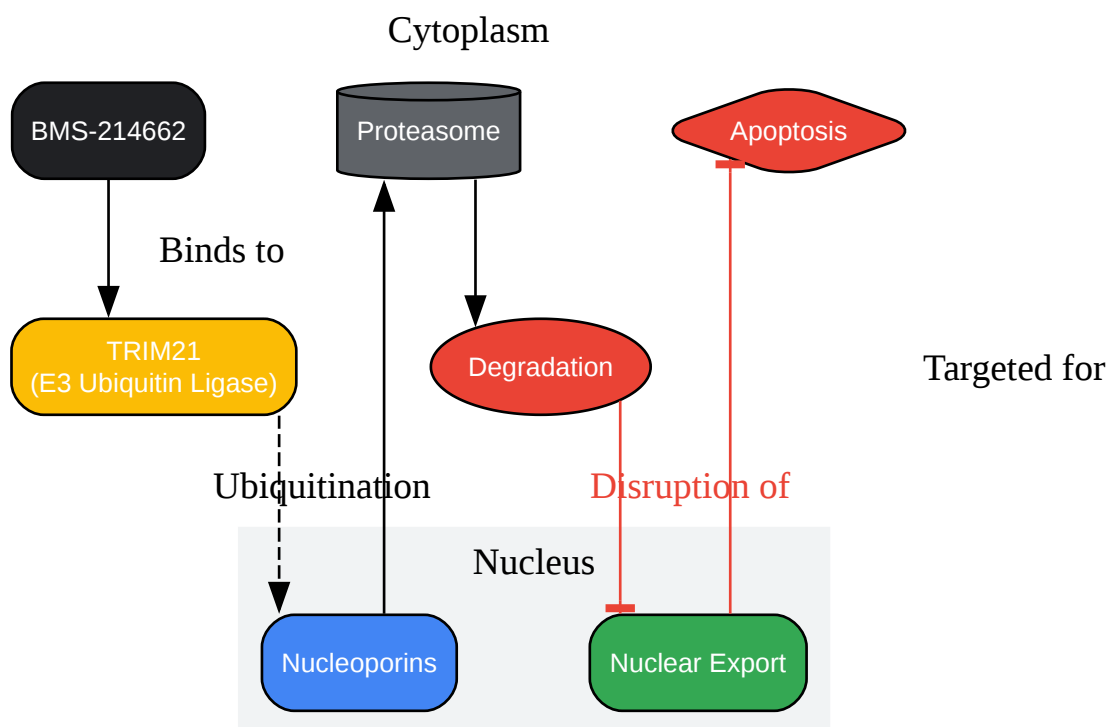 Cytoplasm
BMS-214662
Proteasome
Apoptosis
Binds to
TRIM21
(E3 Ubiquitin Ligase)
Degradation
Targeted for
Ubiquitination
Disruption of
Nucleus
Nucleoporins
Nuclear Export